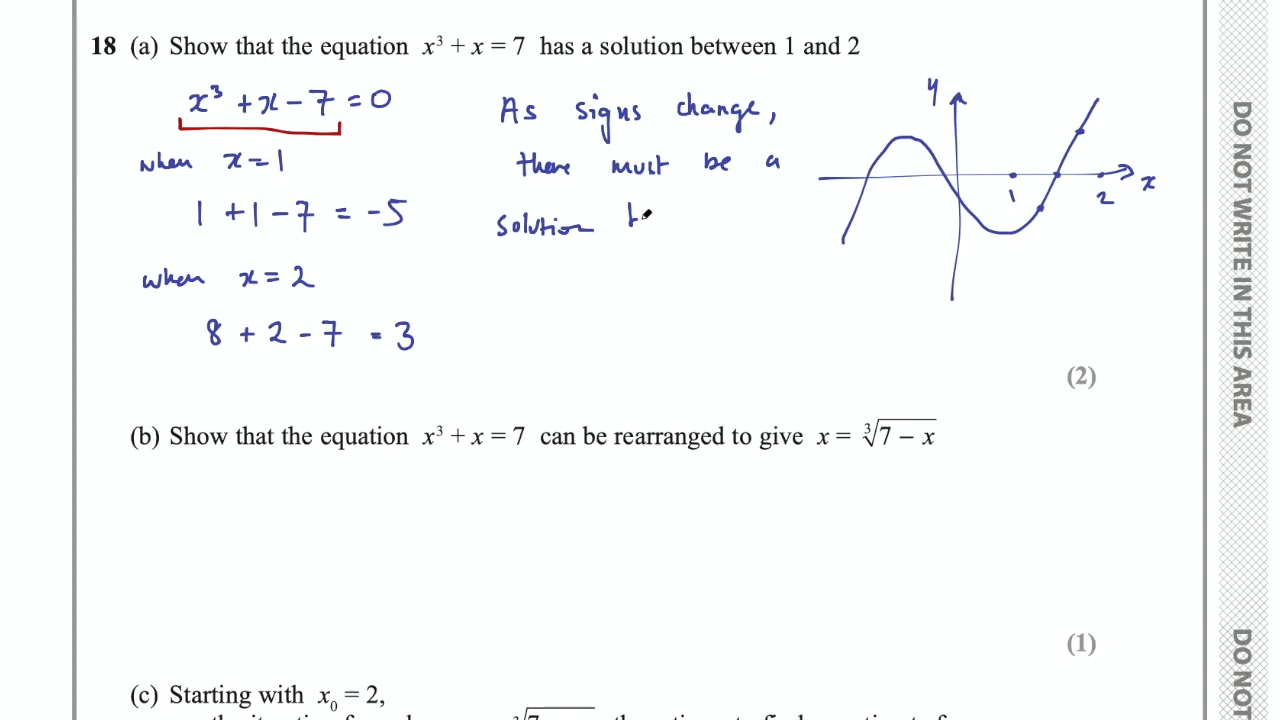 18 (a) Show that the equation x³ + x = 7 has a solution between 1 and 2
x³ + x − 7 = 0
when x = 1
1 + 1 − 7 = −5
when x = 2
8 + 2 − 7 = 3
As signs change,
there must be a
solution
y
x
1
2
(2)
(b) Show that the equation x³ + x = 7 can be rearranged to give x = ∛(7 − x)
(1)
(c) Starting with x₀ = 2,
DO NOT WRITE IN THIS AREA
DO NOT